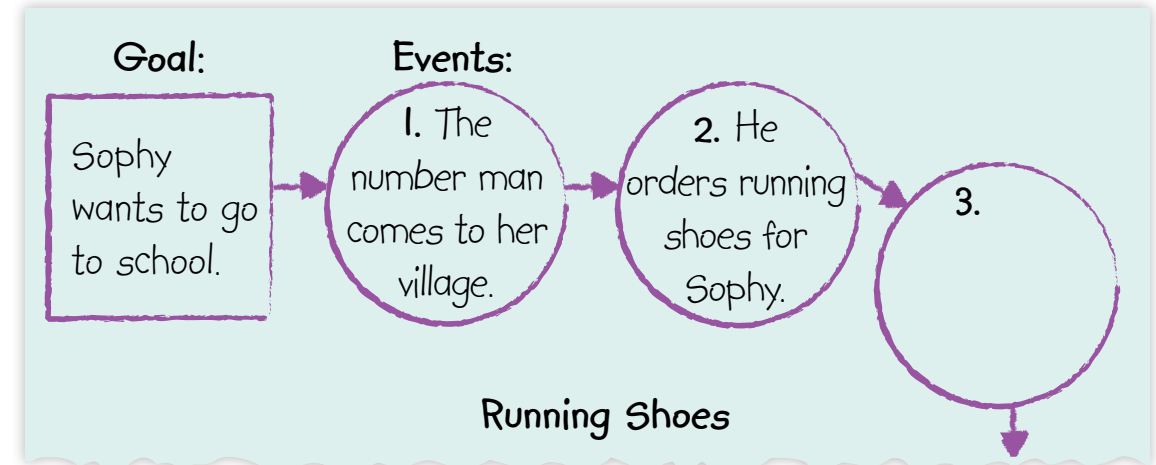 Goal:
Events:
Sophy
wants to go
to school.
1. The
number man
comes to her
village.
2. He
orders running
shoes for
Sophy.
3.
Running Shoes